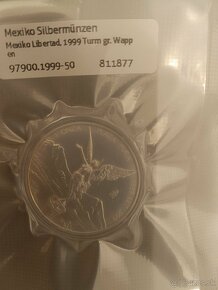 Mexiko Silbermünzen
Mexiko Libertad, 1999 Turm gr. Wapp
en
97900.1999-50 811877